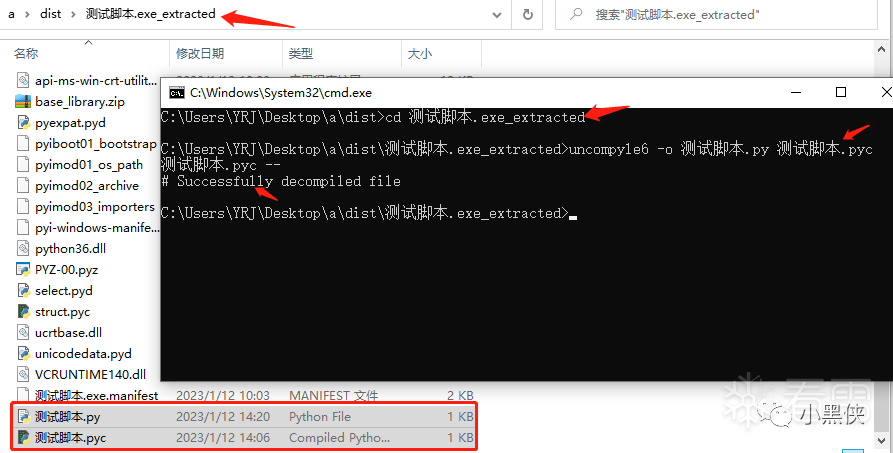 a › dist › 测试脚本.exe_extracted
搜索"测试脚本.exe_extracted"
名称 修改日期 类型 大小
api-ms-win-crt-utilit...
base_library.zip
pyexpat.pyd
pyiboot01_bootstrap
pyimod01_os_path
pyimod02_archive
pyimod03_importers
pyi-windows-manife...
python36.dll
PYZ-00.pyz
select.pyd
struct.pyc
ucrtbase.dll
unicodedata.pyd
VCRUNTIME140.dll
测试脚本.exe.manifest 2023/1/12 10:03 MANIFEST 文件 2 KB
测试脚本.py 2023/1/12 14:20 Python File 1 KB
测试脚本.pyc 2023/1/12 14:06 Compiled Pytho... 1 KB
C:\Windows\System32\cmd.exe
C:\Users\YRJ\Desktop\a\dist>cd 测试脚本.exe_extracted
C:\Users\YRJ\Desktop\a\dist\测试脚本.exe_extracted>uncompyle6 -o 测试脚本.py 测试脚本.pyc
测试脚本.pyc --
# Successfully decompiled file
C:\Users\YRJ\Desktop\a\dist\测试脚本.exe_extracted>
看雪
小黑侠